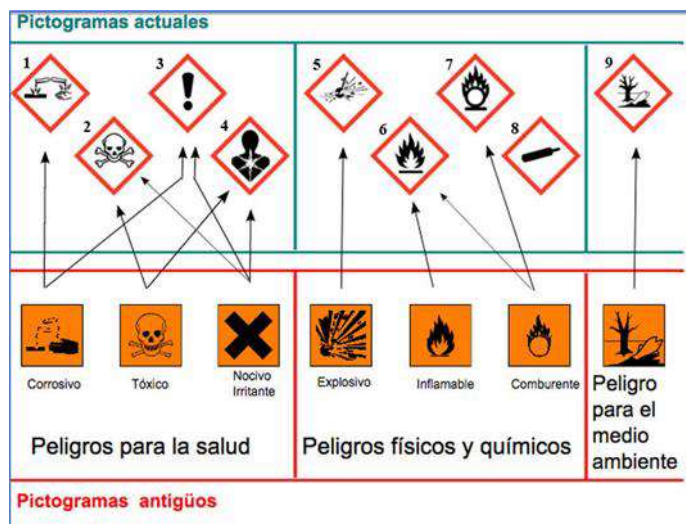 Pictogramas actuales
1
3
5
7
9
2
4
6
8
Corrosivo
Tóxico
Nocivo
Irritante
Explosivo
Inflamable
Comburente
Peligro
para el
medio
ambiente
Peligros para la salud
Peligros físicos y químicos
Pictogramas antigüos